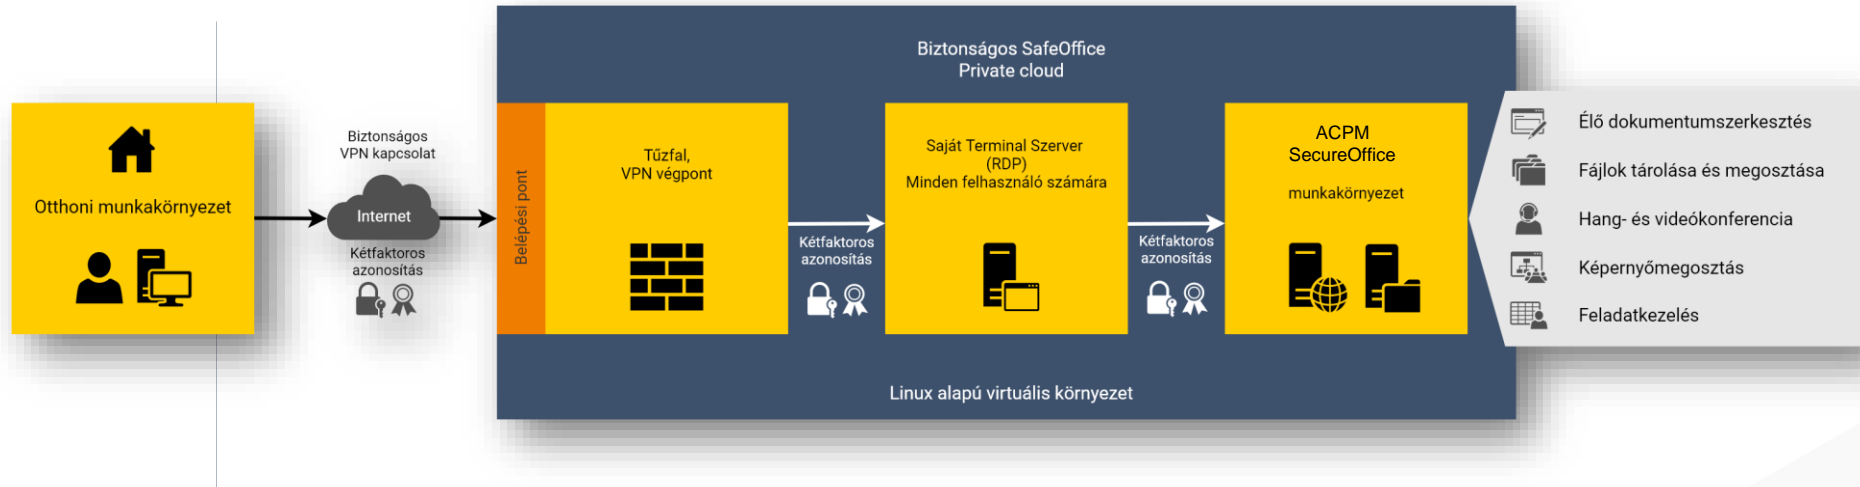 Biztonságos SafeOffice
Private cloud
Otthoni munkakörnyezet
Biztonságos
VPN kapcsolat
Internet
Kétfaktoros
azonosítás
Belépési pont
Tűzfal,
VPN végpont
Kétfaktoros
azonosítás
Saját Terminal Szerver
(RDP)
Minden felhasználó számára
Kétfaktoros
azonosítás
ACPM
SecureOffice
munkakörnyezet
Élő dokumentumszerkesztés
Fájlok tárolása és megosztása
Hang- és videókonferencia
Képernyőmegosztás
Feladatkezelés
Linux alapú virtuális környezet